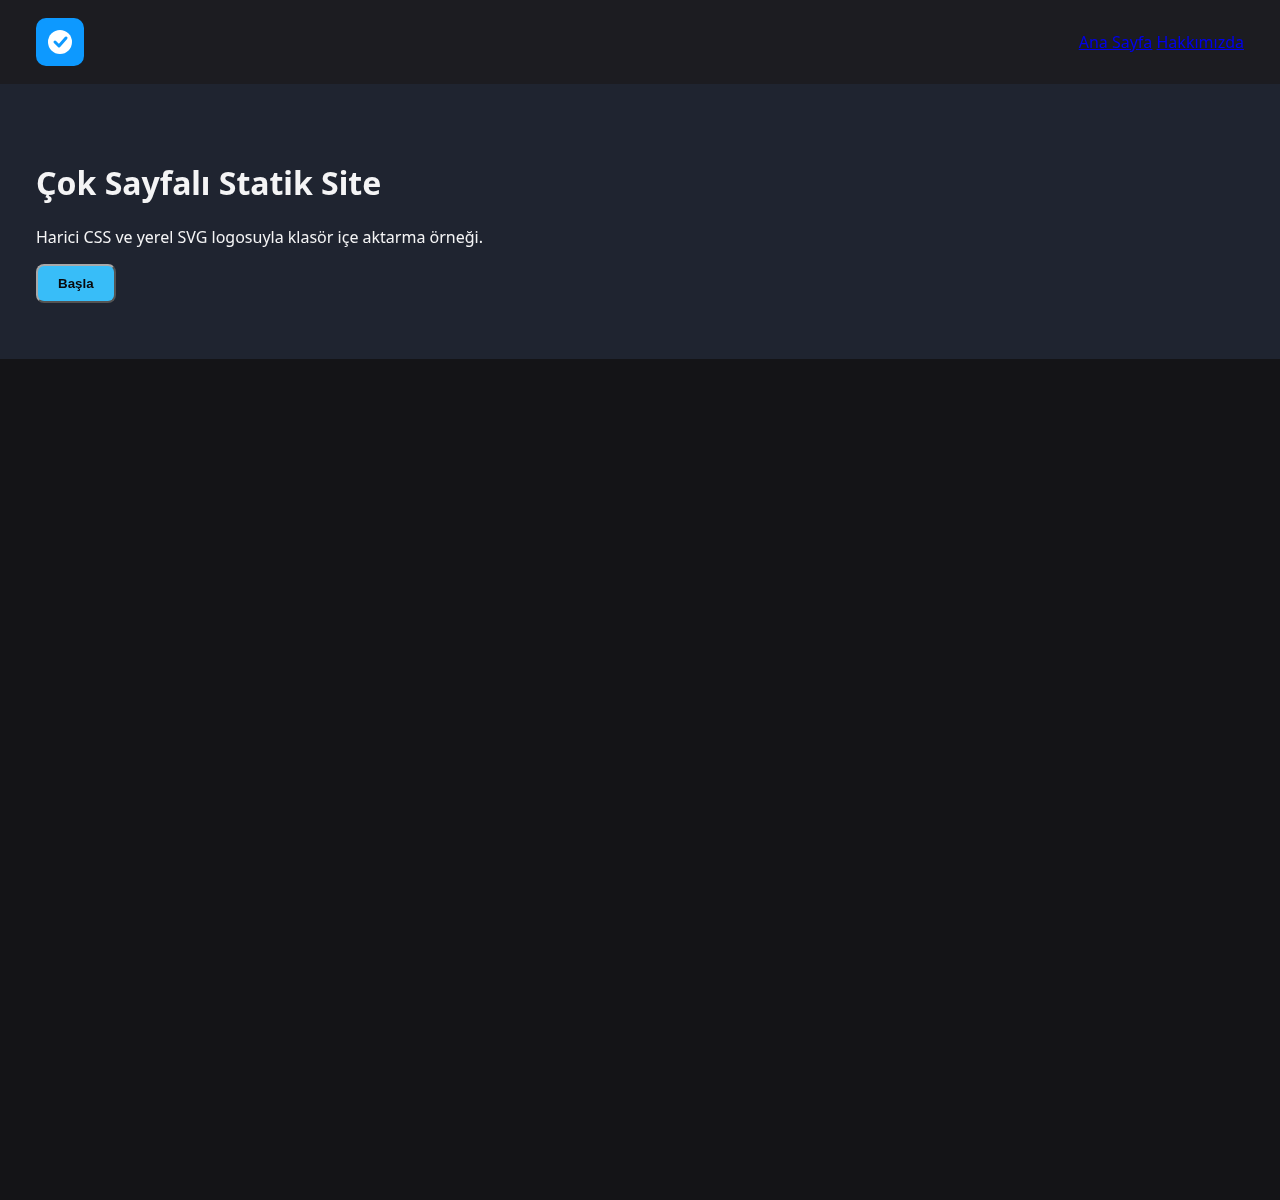 Ana Sayfa Hakkımızda
Çok Sayfalı Statik Site
Harici CSS ve yerel SVG logosuyla klasör içe aktarma örneği.
Başla